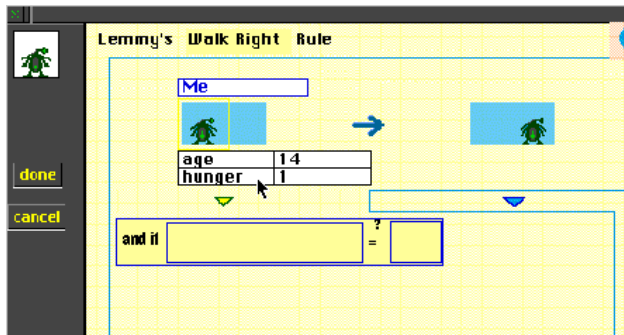 Lemmy's Walk Right Rule
Me
age 14
hunger 1
done
cancel
and if
?
=